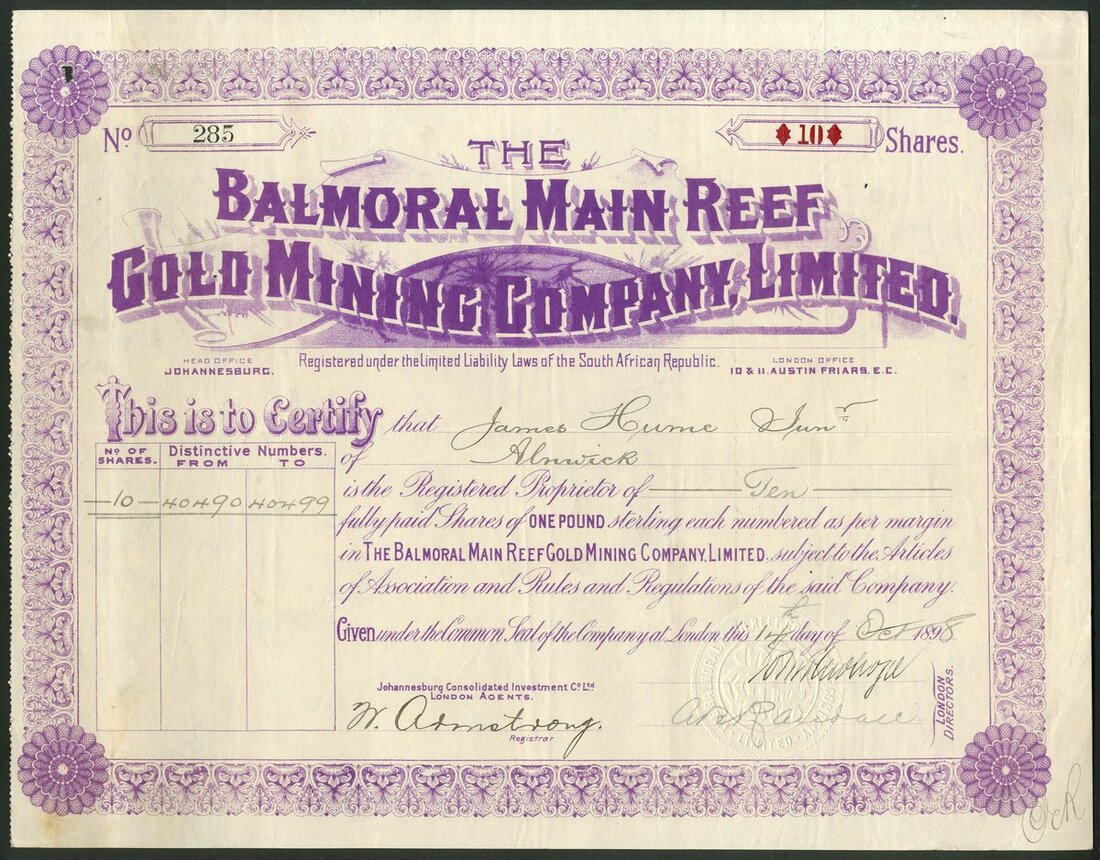 No 285
10 Shares.
THE
BALMORAL MAIN REEF
GOLD MINING COMPANY, LIMITED.
HEAD OFFICE
JOHANNESBURG.
Registered under the Limited Liability Laws of the South African Republic.
LONDON OFFICE
10 & 11. AUSTIN FRIARS. E.C.
This is to Certify that James Hume Junr
of Alnwick
No OF SHARES. Distinctive Numbers. FROM TO
10 40490 40499
is the Registered Proprietor of Ten
fully paid Shares of ONE POUND sterling each numbered as per margin
in THE BALMORAL MAIN REEF GOLD MINING COMPANY, LIMITED, subject to the Articles
of Association and Rules and Regulations of the said Company.
Given under the Common Seal of the Company at London this 14th day of Oct 1898
Johannesburg Consolidated Investment Co Ltd
LONDON AGENTS.
W. Armstrong.
Registrar
LONDON DIRECTORS.